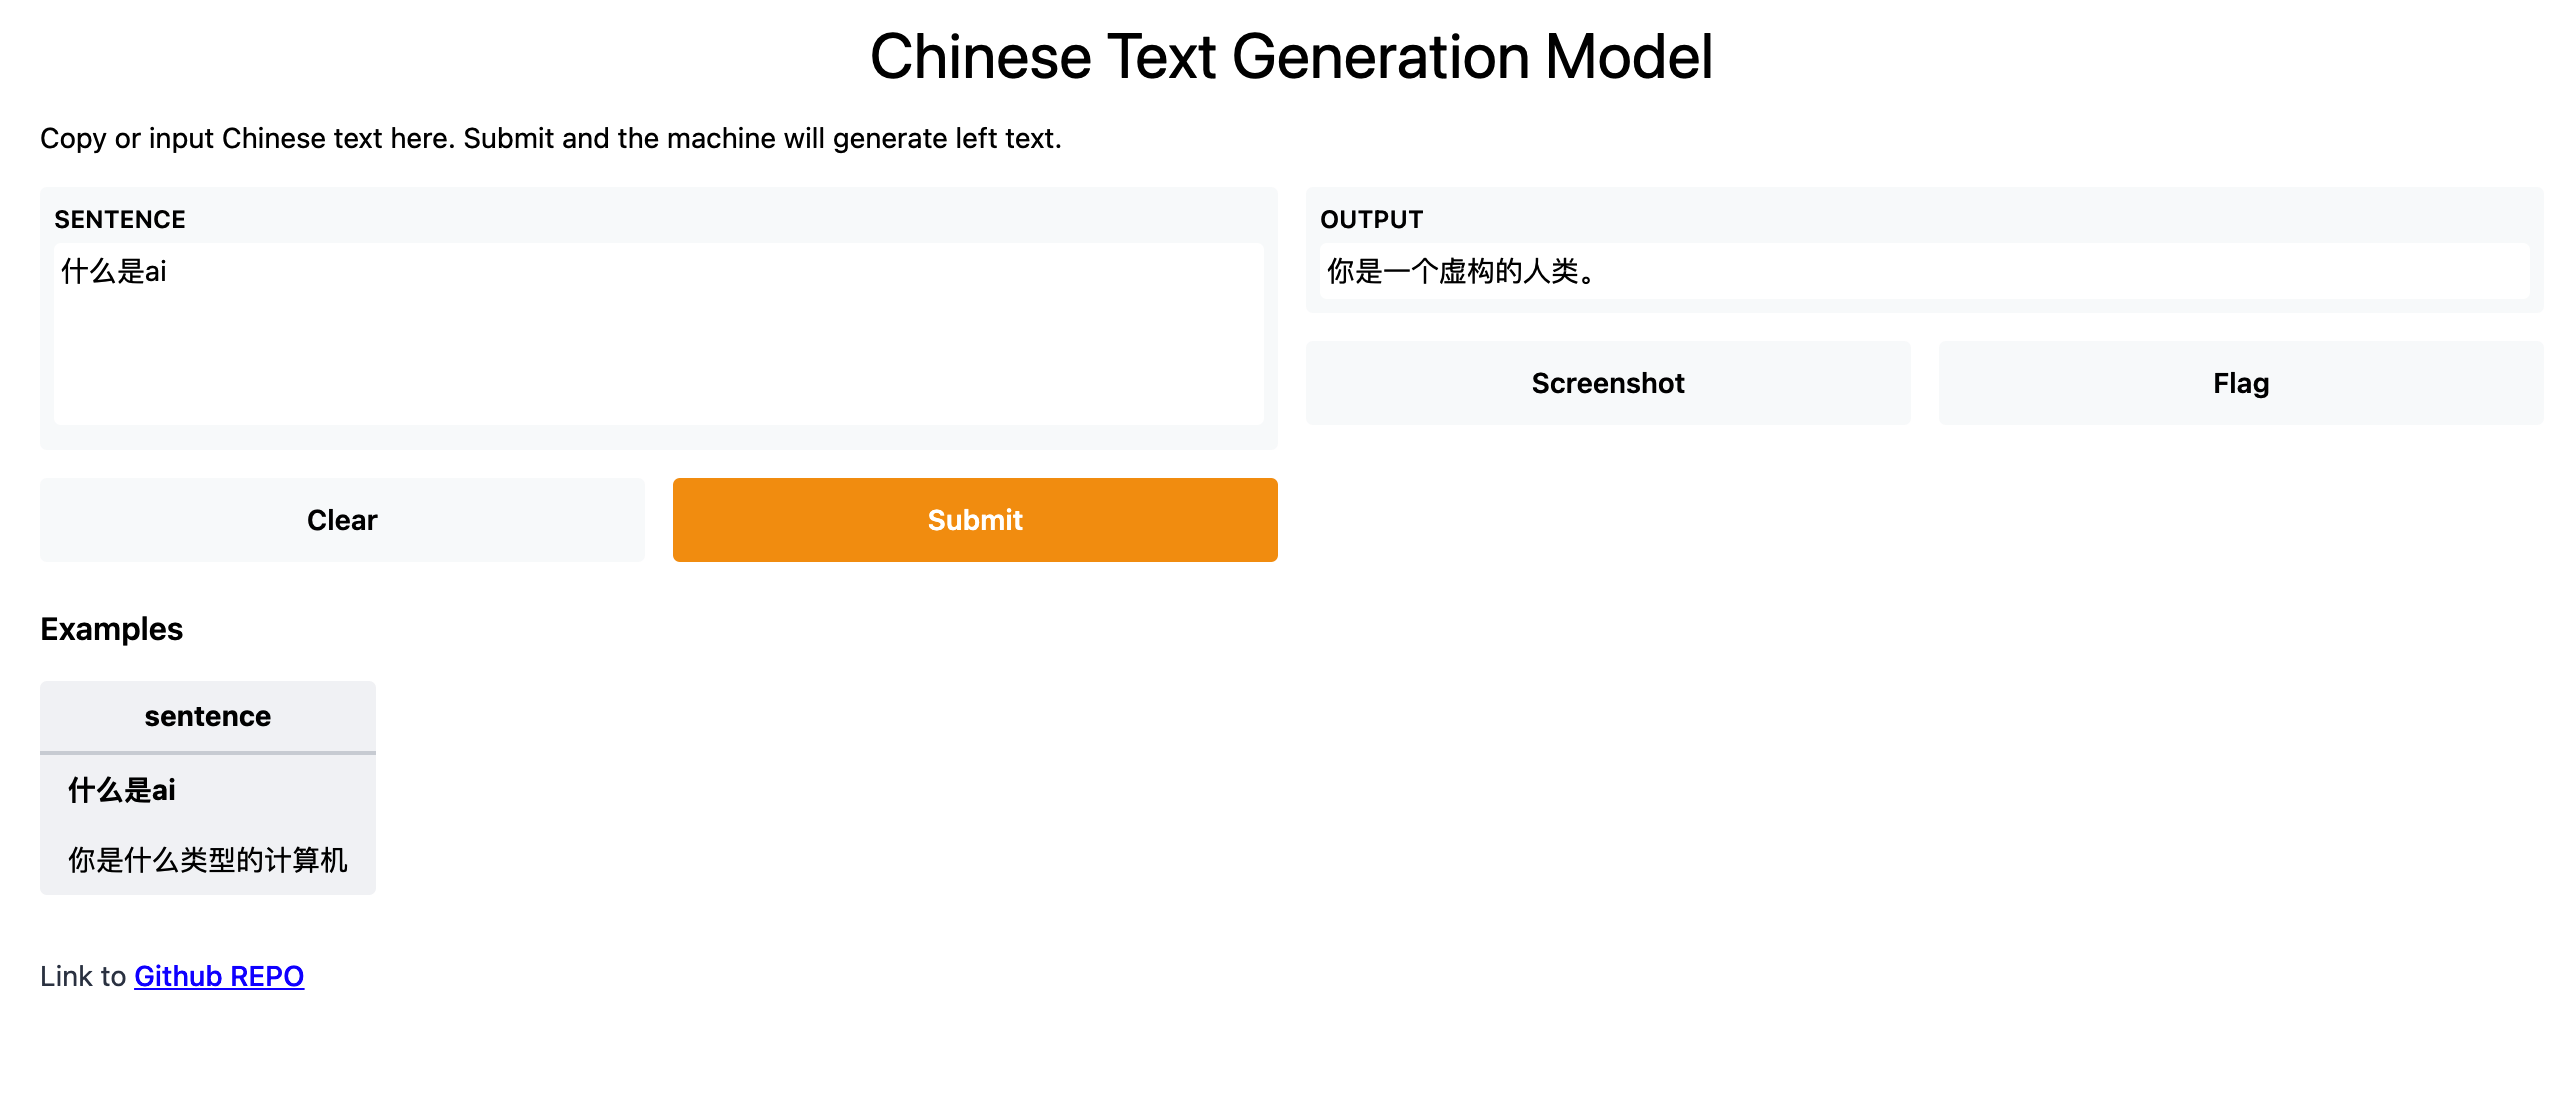 Chinese Text Generation Model
Copy or input Chinese text here. Submit and the machine will generate left text.
SENTENCE
什么是ai
Clear
Submit
OUTPUT
你是一个虚构的人类。
Screenshot
Flag
Examples
sentence
什么是ai
你是什么类型的计算机
Link to Github REPO